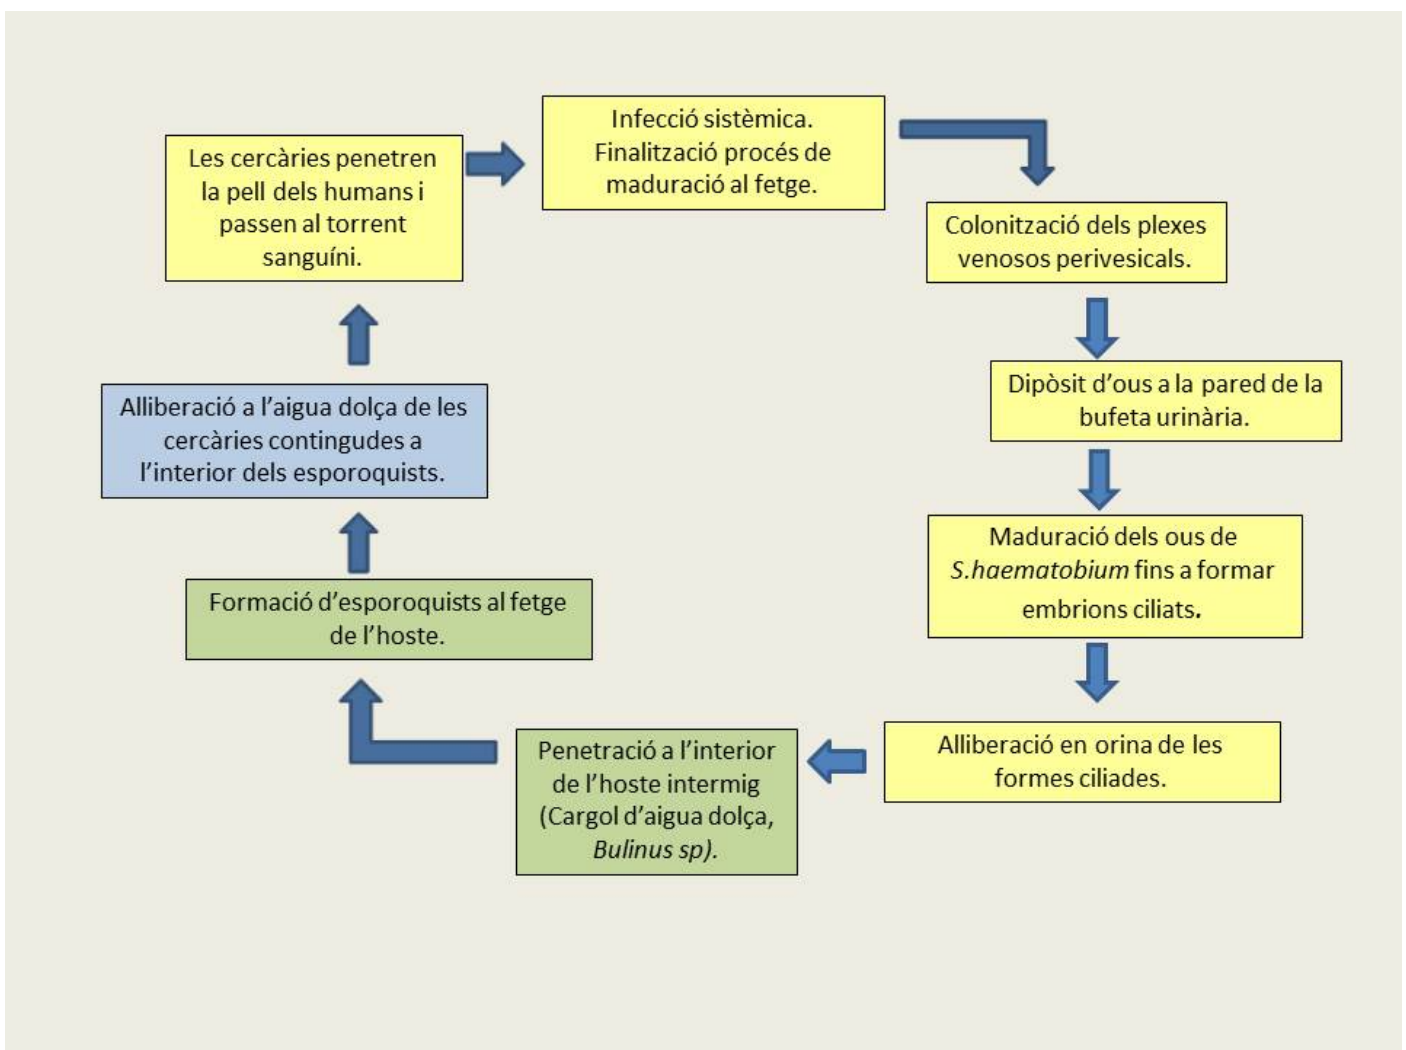 Les cercàries penetren
la pell dels humans i
passen al torrent
sanguíni.
Infecció sistèmica.
Finalització procés de
maduració al fetge.
Colonització dels plexes
venosos perivesicals.
Dipòsit d'ous a la pared de la
bufeta urinària.
Maduració dels ous de
S.haematobium fins a formar
embrions ciliats.
Alliberació en orina de les
formes ciliades.
Penetració a l'interior
de l'hoste intermig
(Cargol d'aigua dolça,
Bulinus sp).
Formació d'esporoquists al fetge
de l'hoste.
Alliberació a l'aigua dolça de les
cercàries contingudes a
l'interior dels esporoquists.